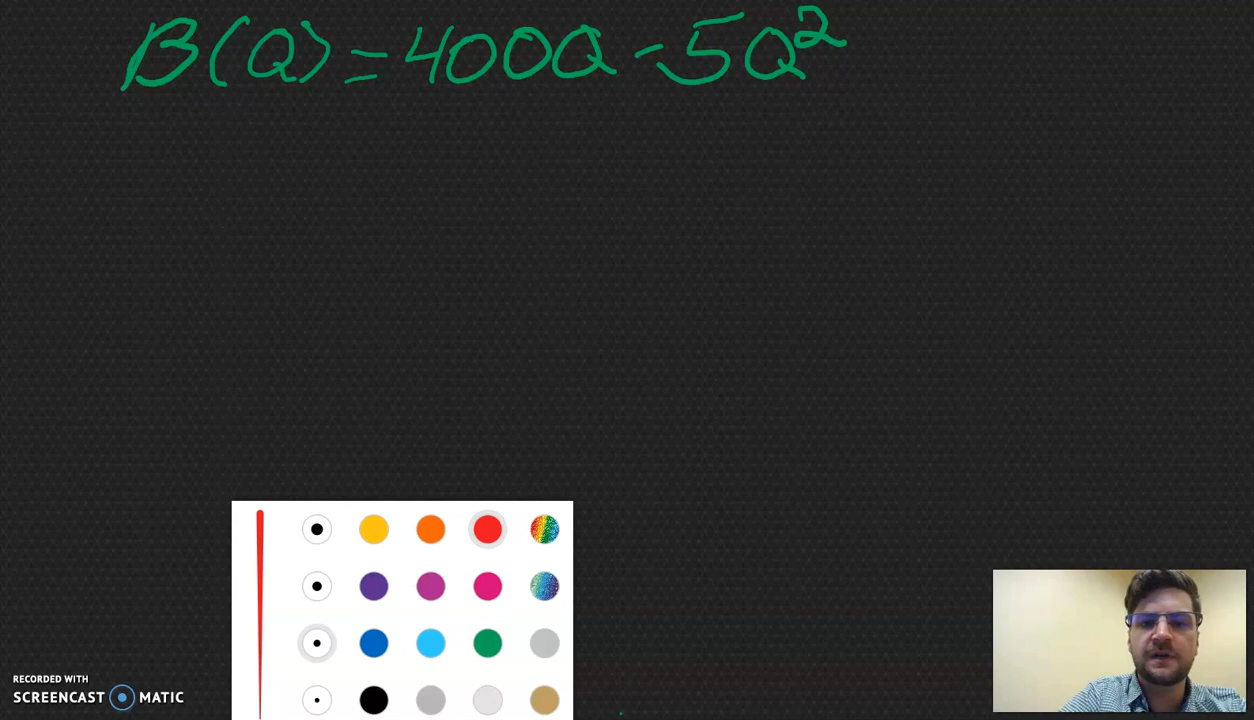 B(Q) = 400Q - 5Q²
RECORDED WITH
SCREENCAST MATIC